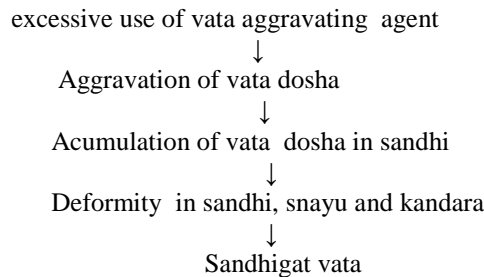 excessive use of vata aggravating agent
↓
Aggravation of vata dosha
↓
Acumulation of vata dosha in sandhi
↓
Deformity in sandhi, snayu and kandara
↓
Sandhigat vata